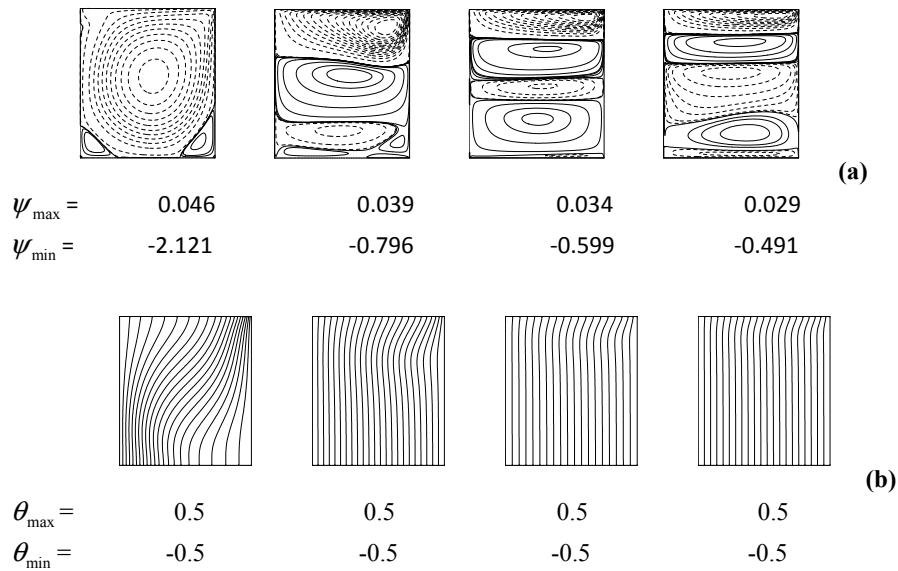 (a)
ψmax = 0.046 0.039 0.034 0.029
ψmin = -2.121 -0.796 -0.599 -0.491
(b)
θmax = 0.5 0.5 0.5 0.5
θmin = -0.5 -0.5 -0.5 -0.5